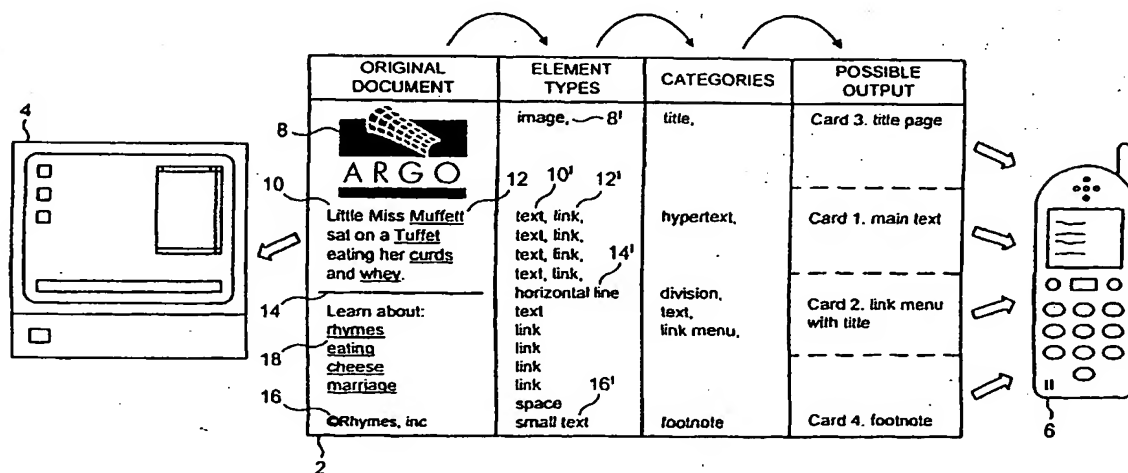 ORIGINAL DOCUMENT
ELEMENT TYPES
CATEGORIES
POSSIBLE OUTPUT
4
8
ARGO
image,
8'
title,
Card 3. title page
10
12
10'
12'
Little Miss Muffett
text, link,
hypertext,
Card 1. main text
sat on a Tuffet
text, link,
eating her curds
text, link,
14'
and whey.
text, link,
14
horizontal line
division,
Card 2. link menu with title
Learn about:
text
text,
18
rhymes
link
link menu,
eating
link
cheese
link
marriage
link
16'
space
16
©Rhymes, inc
small text
footnote
Card 4. footnote
2
6